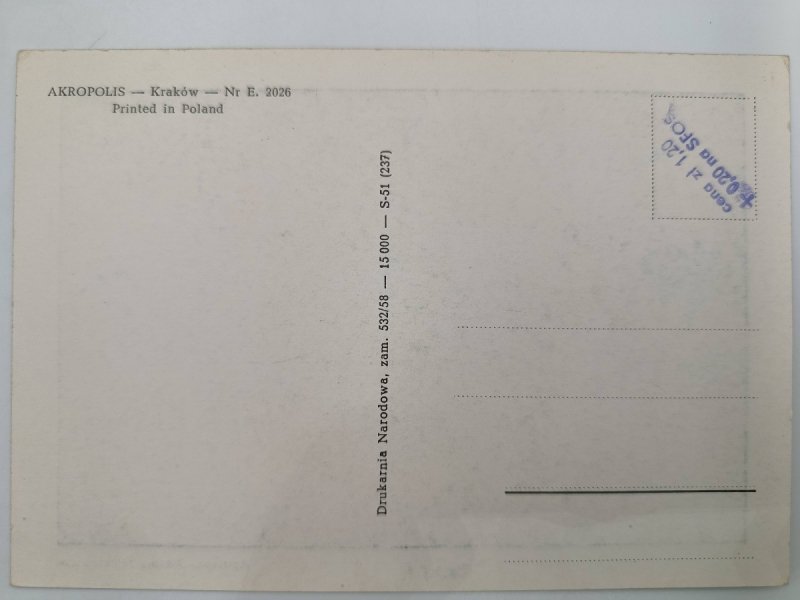 AKROPOLIS — Kraków — Nr E. 2026
Printed in Poland
Drukarnia Narodowa, zam. 532/58 — 15 000 — S-51 (237)
cena zł 1,20
+ 0,20 na SFOS